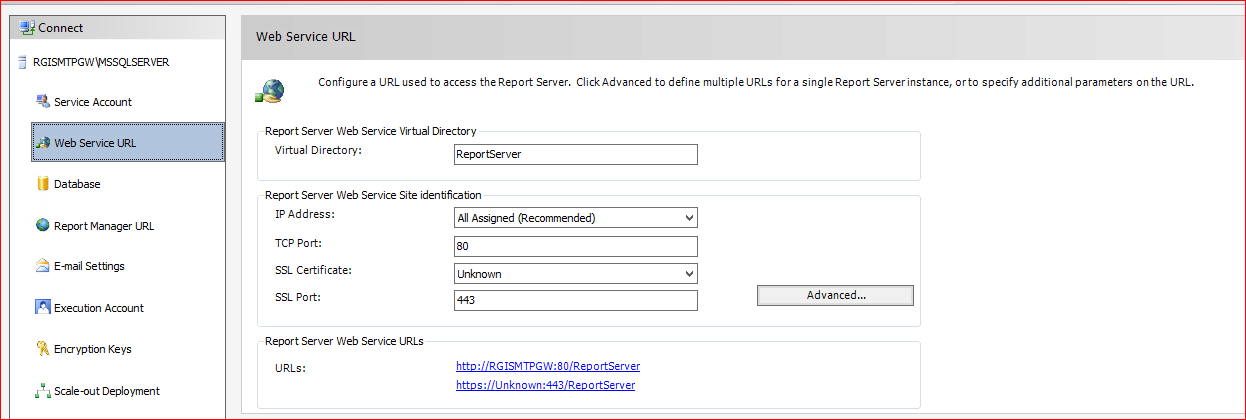 Connect
RGISMTPGW\MSSQLSERVER
Service Account
Web Service URL
Database
Report Manager URL
E-mail Settings
Execution Account
Encryption Keys
Scale-out Deployment
Web Service URL
Configure a URL used to access the Report Server.  Click Advanced to define multiple URLs for a single Report Server instance, or to specify additional parameters on the URL.
Report Server Web Service Virtual Directory
Virtual Directory: ReportServer
Report Server Web Service Site identification
IP Address: All Assigned (Recommended)
TCP Port: 80
SSL Certificate: Unknown
SSL Port: 443
Advanced...
Report Server Web Service URLs
URLs: http://RGISMTPGW:80/ReportServer
https://Unknown:443/ReportServer